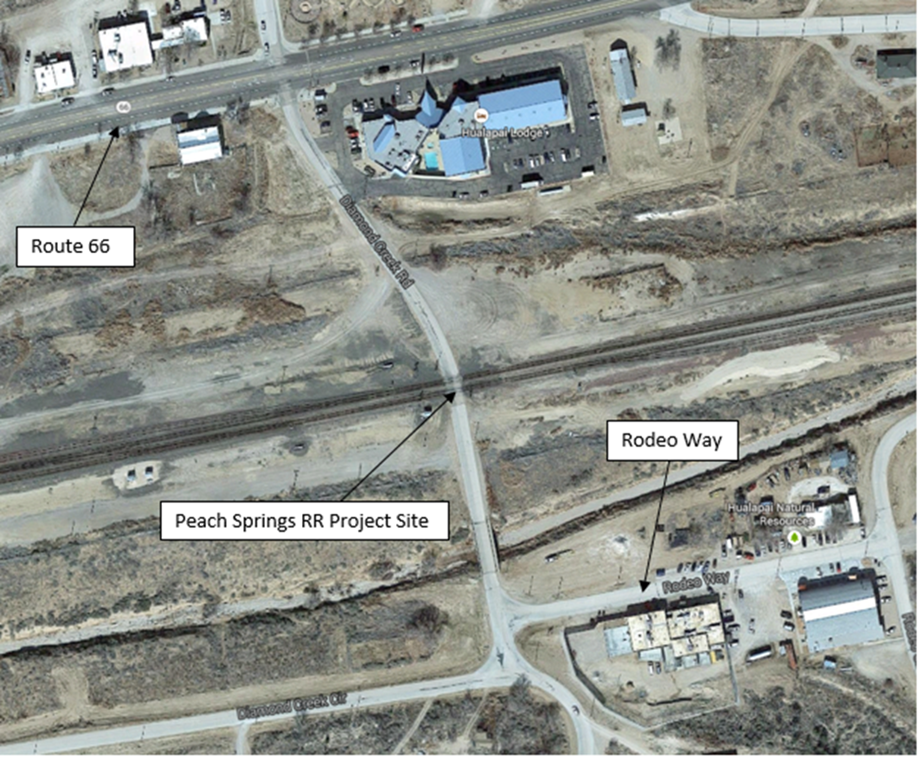 66
Hualapai Lodge
Diamond Creek Rd
Route 66
Rodeo Way
Peach Springs RR Project Site
Hualapai Natural
Resources
Rodeo Way
Diamond Creek Cir